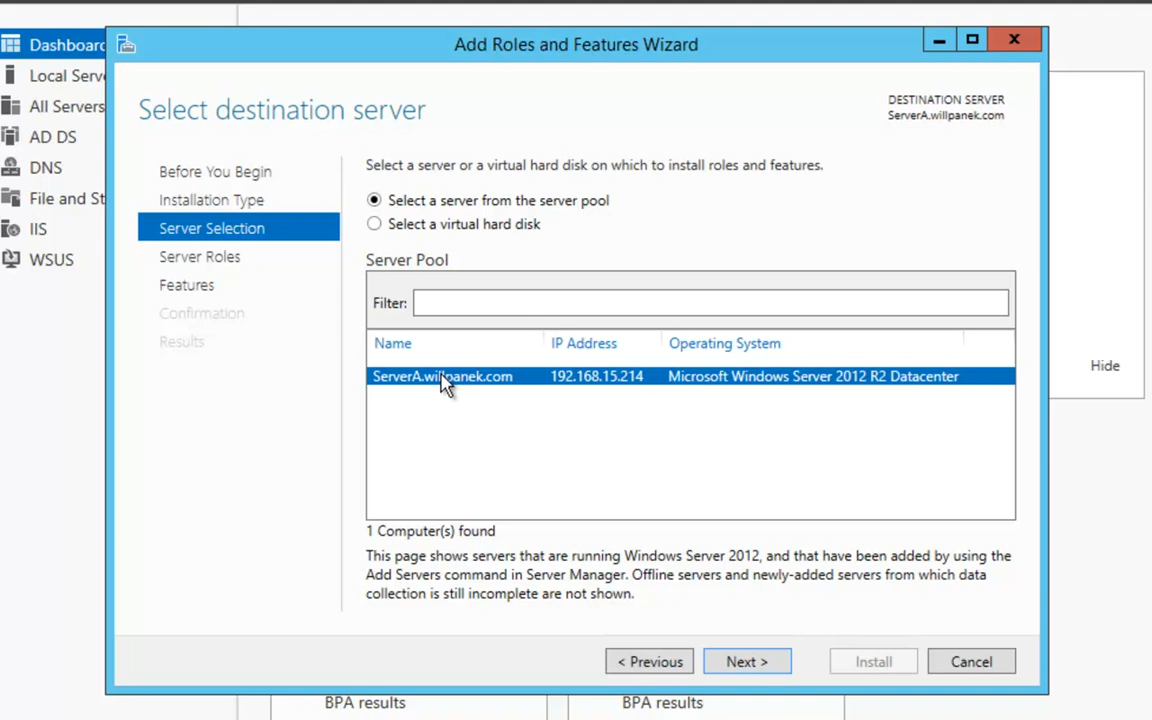 Add Roles and Features Wizard
Dashboard
Local Serv
All Servers
AD DS
DNS
File and St
IIS
WSUS
Select destination server
DESTINATION SERVER
ServerA.willpanek.com
Before You Begin
Installation Type
Server Selection
Server Roles
Features
Confirmation
Results
Select a server or a virtual hard disk on which to install roles and features.
Select a server from the server pool
Select a virtual hard disk
Server Pool
Filter:
Name IP Address Operating System
ServerA.willpanek.com 192.168.15.214 Microsoft Windows Server 2012 R2 Datacenter
1 Computer(s) found
This page shows servers that are running Windows Server 2012, and that have been added by using the
Add Servers command in Server Manager. Offline servers and newly-added servers from which data
collection is still incomplete are not shown.
Hide
< Previous Next > Install Cancel
BPA results BPA results